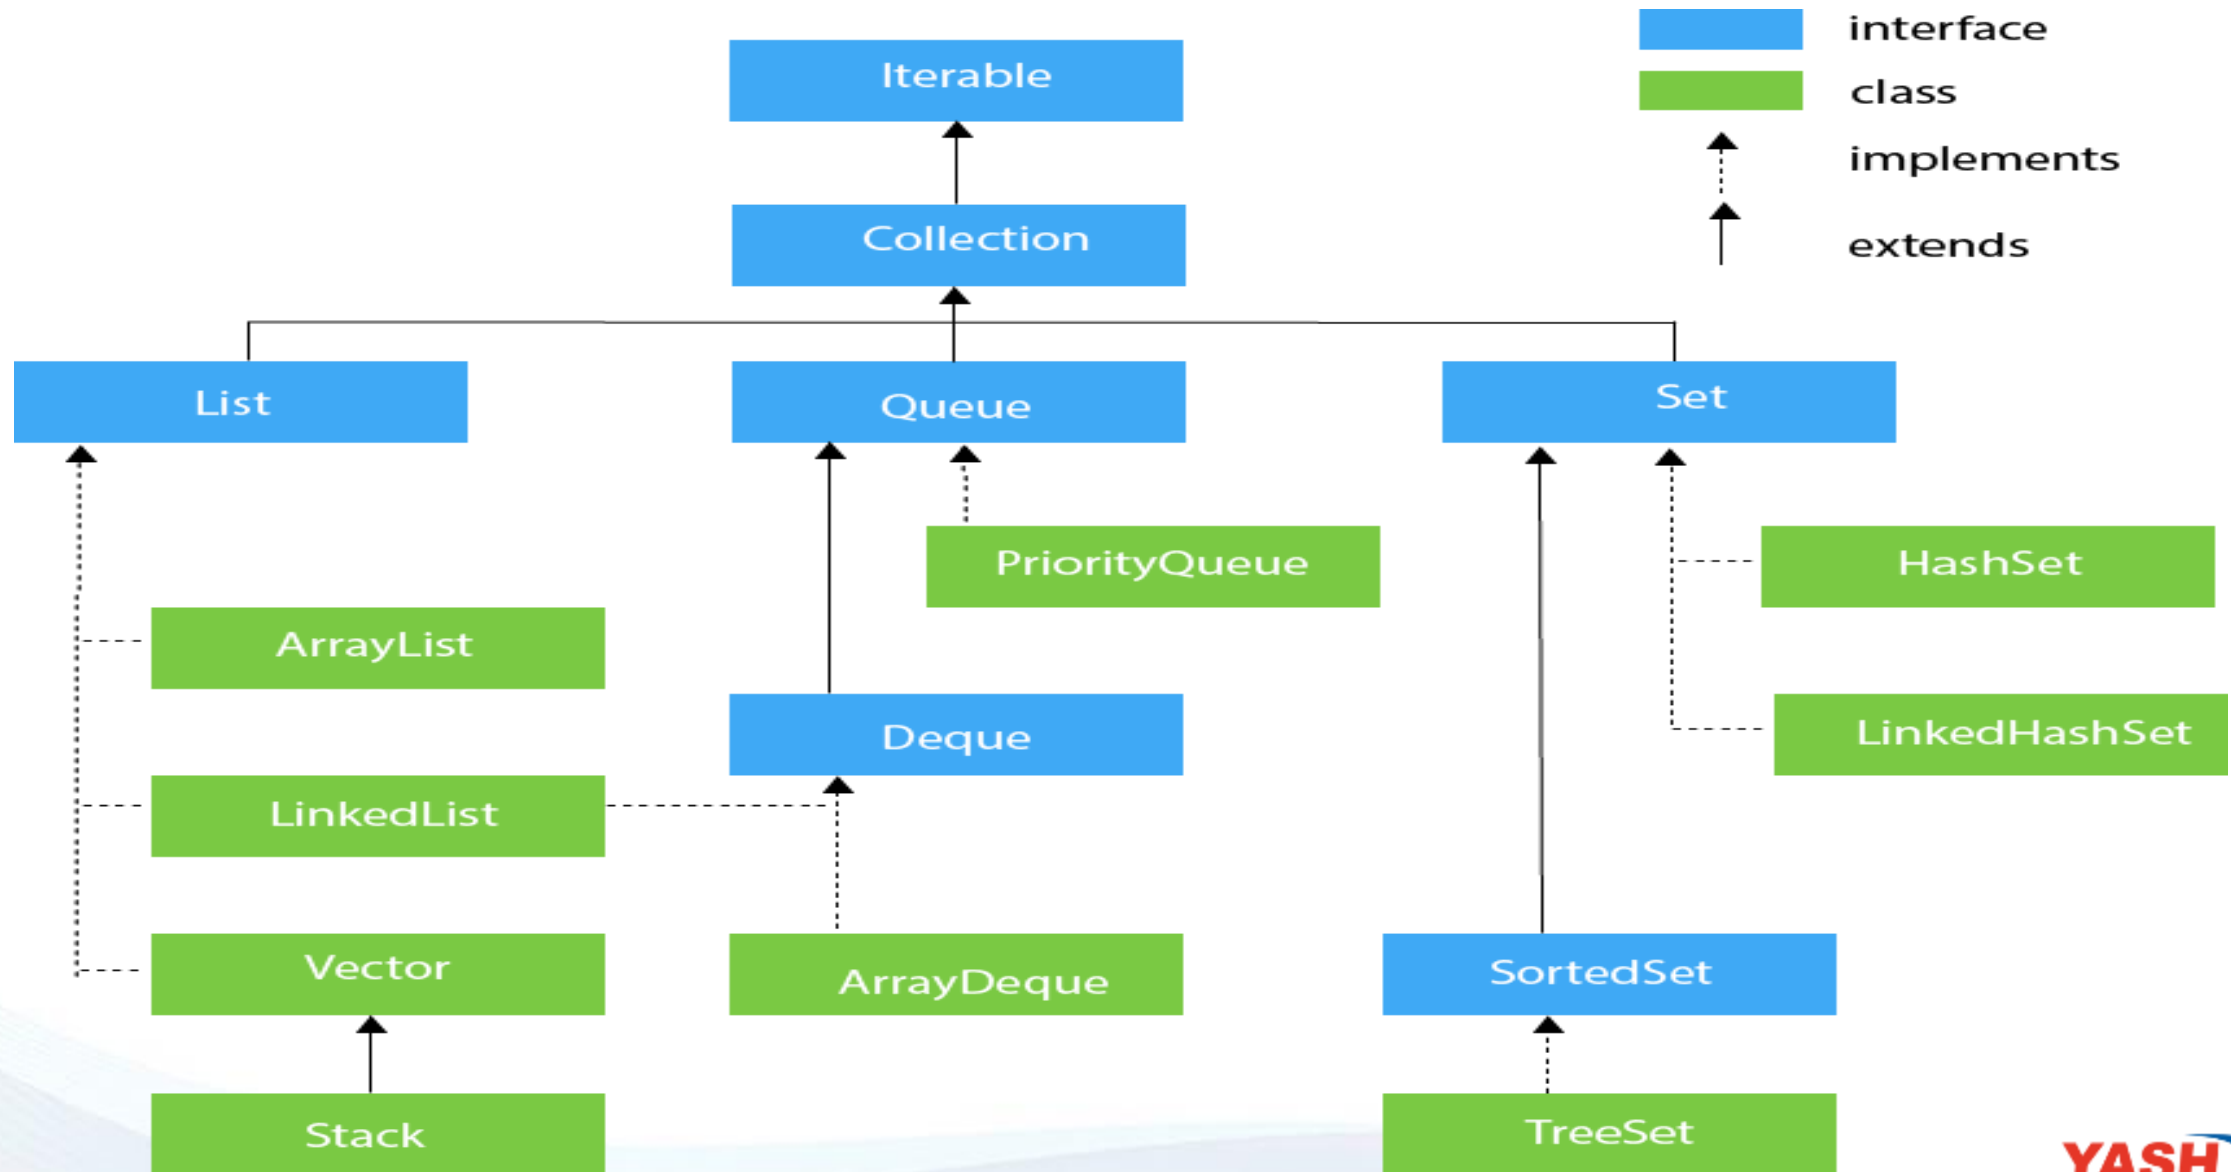 interface
Iterable
class
implements
Collection
extends
List
Queue
Set
PriorityQueue
HashSet
ArrayList
Deque
LinkedHashSet
LinkedList
Vector
ArrayDeque
SortedSet
Stack
TreeSet
YASH